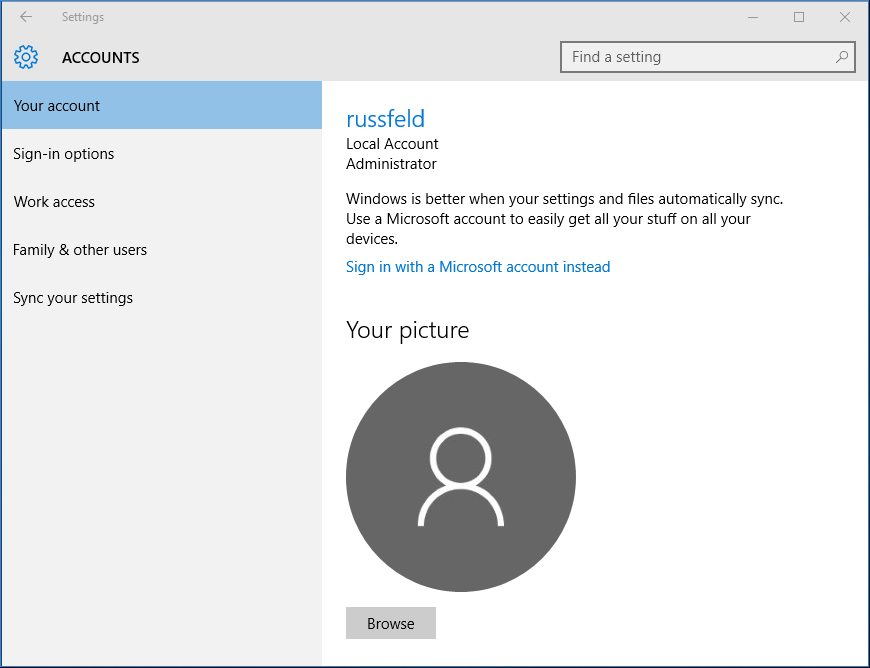 Settings
ACCOUNTS
Find a setting
Your account
Sign-in options
Work access
Family & other users
Sync your settings
russfeld
Local Account
Administrator
Windows is better when your settings and files automatically sync.
Use a Microsoft account to easily get all your stuff on all your
devices.
Sign in with a Microsoft account instead
Your picture
Browse